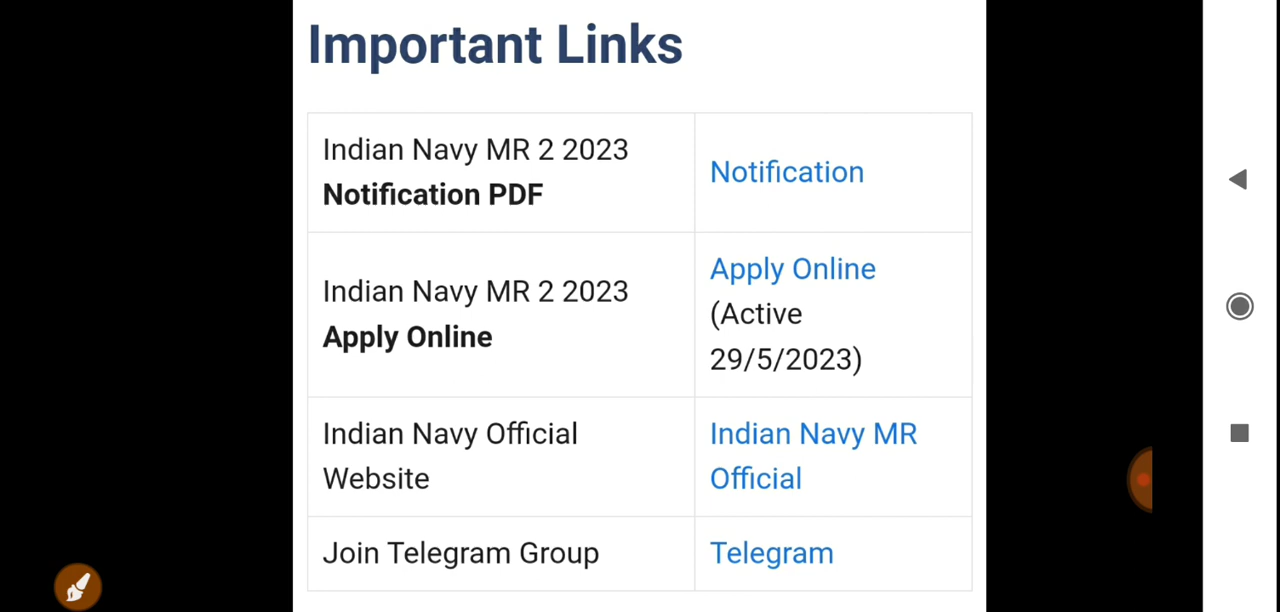 Important Links
Indian Navy MR 2 2023
Notification PDF
Notification
Indian Navy MR 2 2023
Apply Online
Apply Online
(Active
29/5/2023)
Indian Navy Official
Website
Indian Navy MR
Official
Join Telegram Group
Telegram